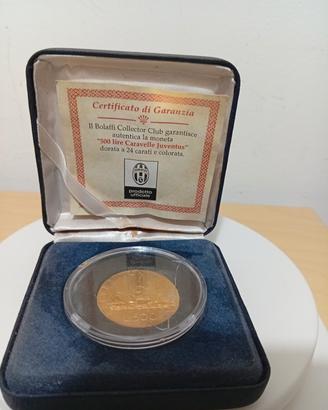 Certificato di Garanzia
Il Bolaffi Collector Club garantisce
autentica la moneta
"500 lire Caravelle Juventus"
dorata a 24 carati e colorata.
prodotto
ufficiale
L.500